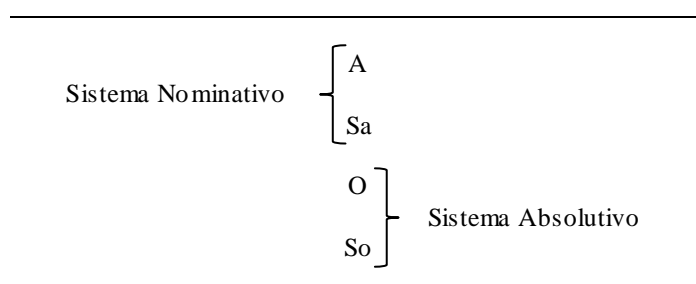 A
Sistema Nominativo
Sa
O
Sistema Absolutivo
So